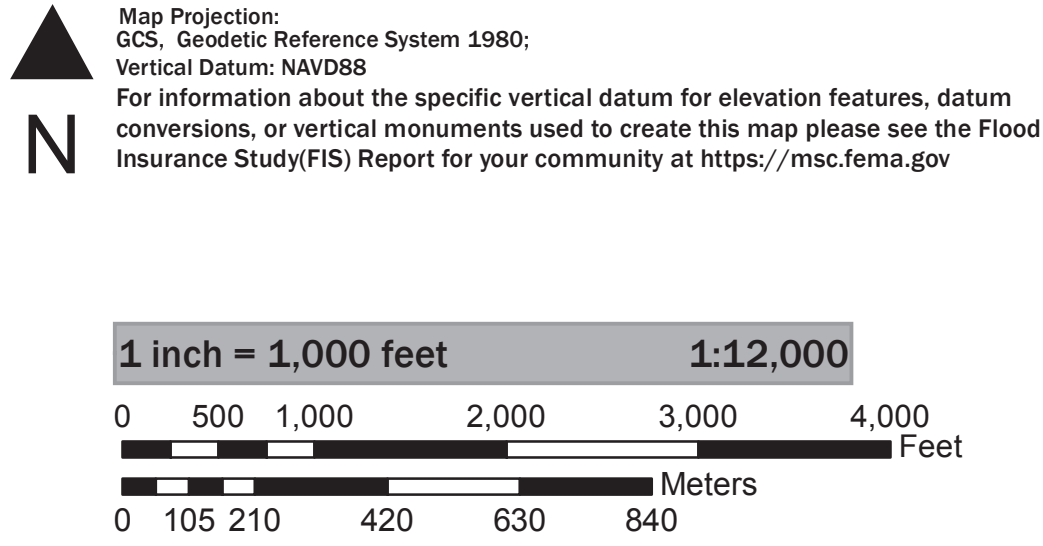 Map Projection:
GCS, Geodetic Reference System 1980;
Vertical Datum: NAVD88
For information about the specific vertical datum for elevation features, datum
conversions, or vertical monuments used to create this map please see the Flood
Insurance Study(FIS) Report for your community at https://msc.fema.gov
N
1 inch = 1,000 feet 1:12,000
0 500 1,000 2,000 3,000 4,000
Feet
Meters
0 105 210 420 630 840